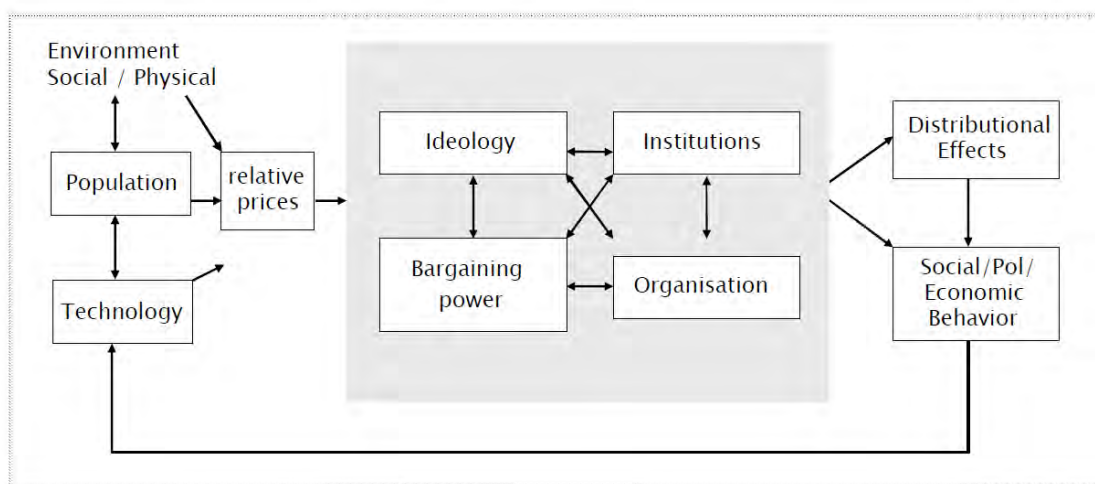 Environment
Social / Physical
Population
Technology
relative
prices
Ideology
Institutions
Bargaining
power
Organisation
Distributional
Effects
Social/Pol/
Economic
Behavior